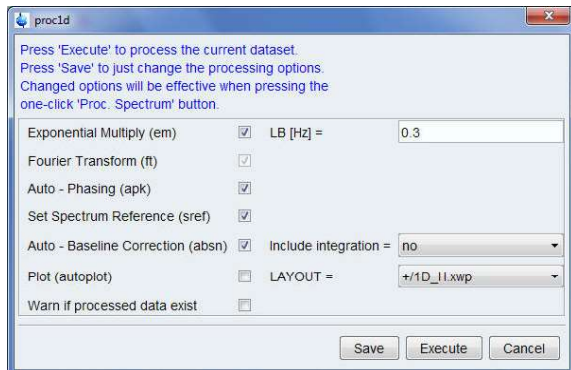 proc1d
Press 'Execute' to process the current dataset.
Press 'Save' to just change the processing options.
Changed options will be effective when pressing the
one-click 'Proc. Spectrum' button.
Exponential Multiply (em) LB [Hz] = 0.3
Fourier Transform (ft)
Auto - Phasing (apk)
Set Spectrum Reference (sref)
Auto - Baseline Correction (absn) Include integration = no
Plot (autoplot) LAYOUT = +/1D_H.xwp
Warn if processed data exist
Save Execute Cancel